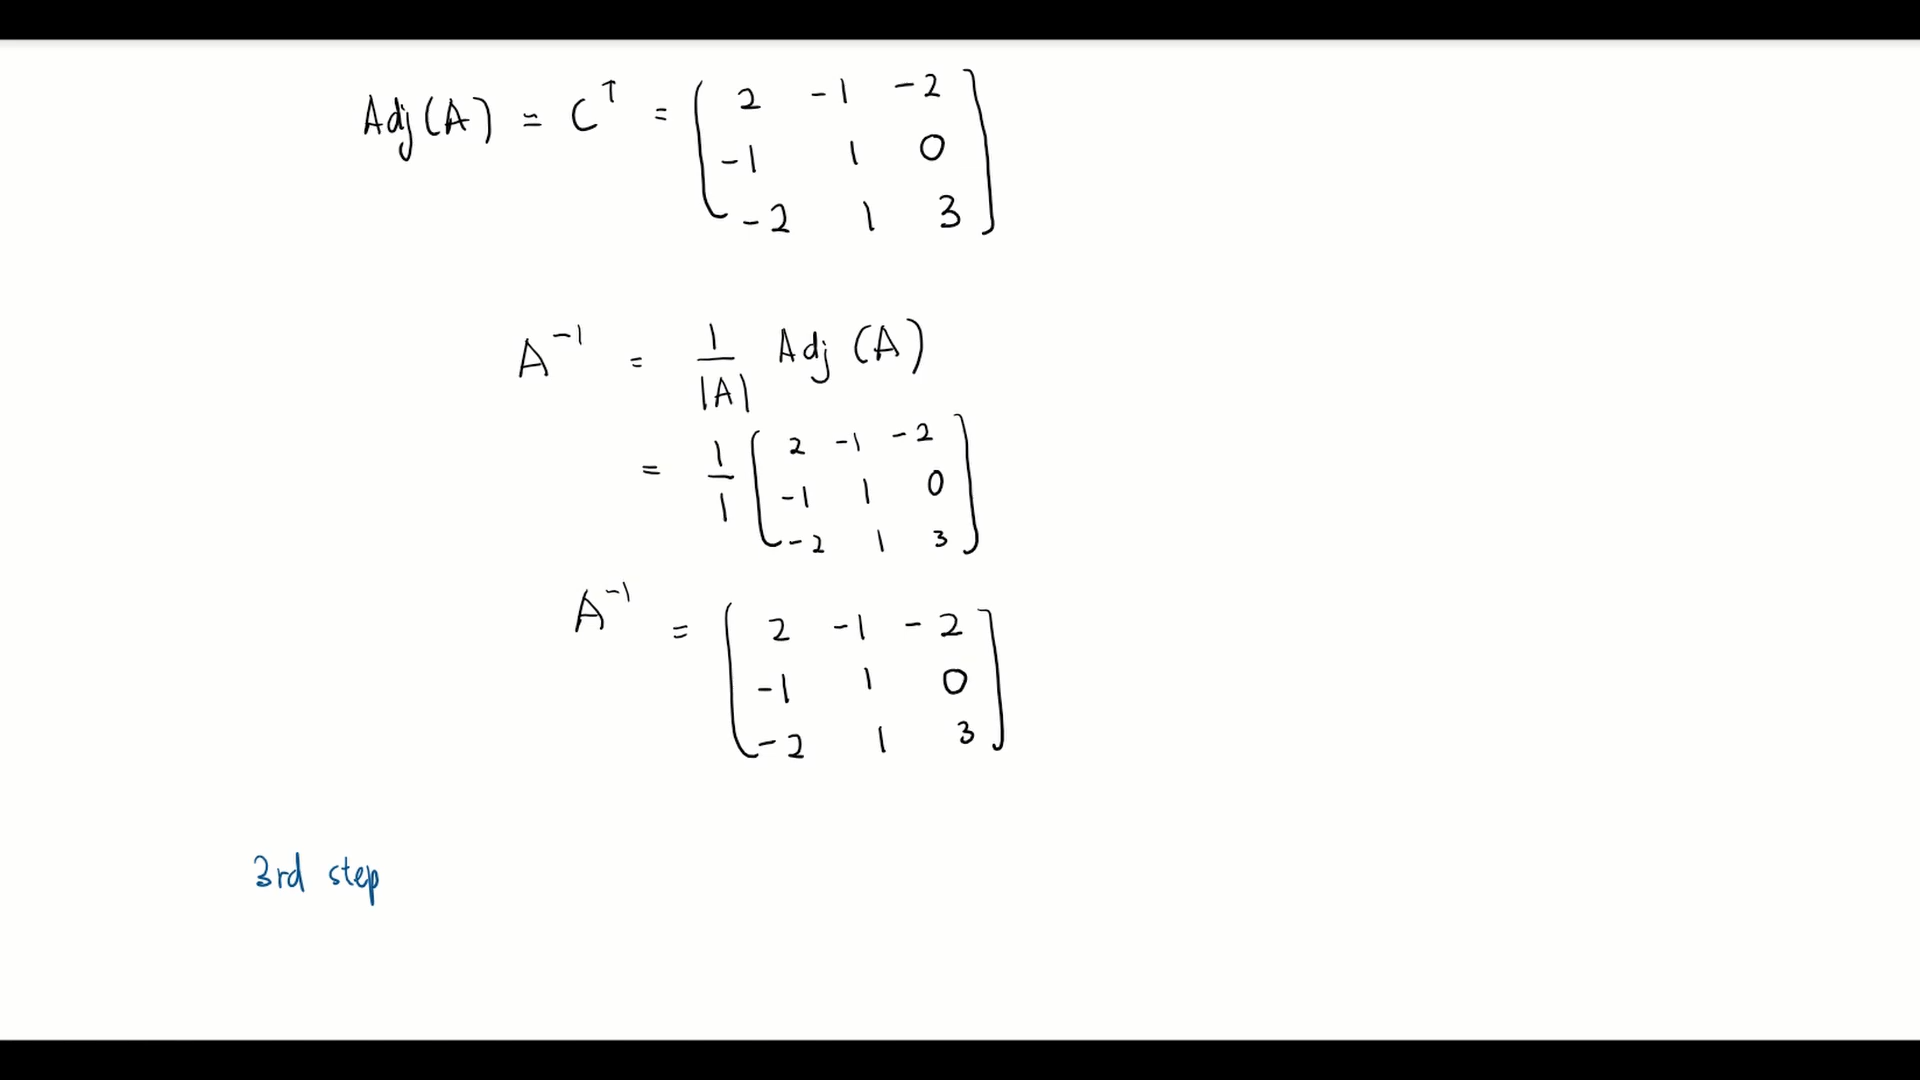 Adj(A) = C^T = [ 2 -1 -2
-1 1 0
-2 1 3 ]
A^-1 = 1/|A| Adj (A)
= 1/1 [ 2 -1 -2
-1 1 0
-2 1 3 ]
A^-1 = [ 2 -1 -2
-1 1 0
-2 1 3 ]
3rd step